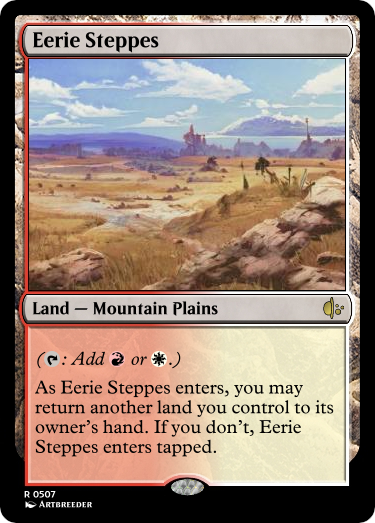 Eerie Steppes
Land — Mountain Plains
(T: Add R or W.)
As Eerie Steppes enters, you may
return another land you control to its
owner's hand. If you don't, Eerie
Steppes enters tapped.
R 0507
ARTBREEDER